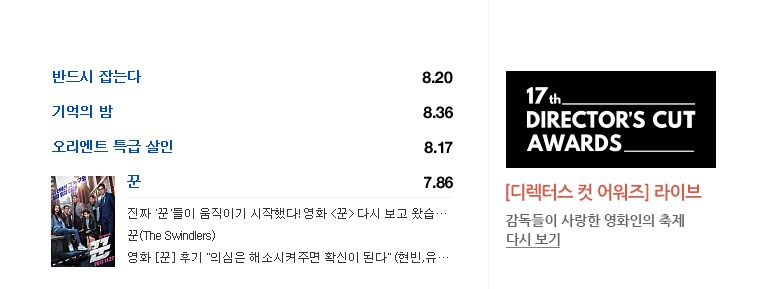 반드시 잡는다 8.20
기억의 밤 8.36
오리엔트 특급 살인 8.17
꾼 7.86
진짜 '꾼'들이 움직이기 시작했다! 영화 <꾼> 다시 보고 왔습…
꾼(The Swindlers)
영화 [꾼] 후기 "의심은 해소시켜주면 확신이 된다" (현빈,유…
꾼
17th
DIRECTOR'S CUT
AWARDS
[디렉터스 컷 어워즈] 라이브
감독들이 사랑한 영화인의 축제
다시 보기